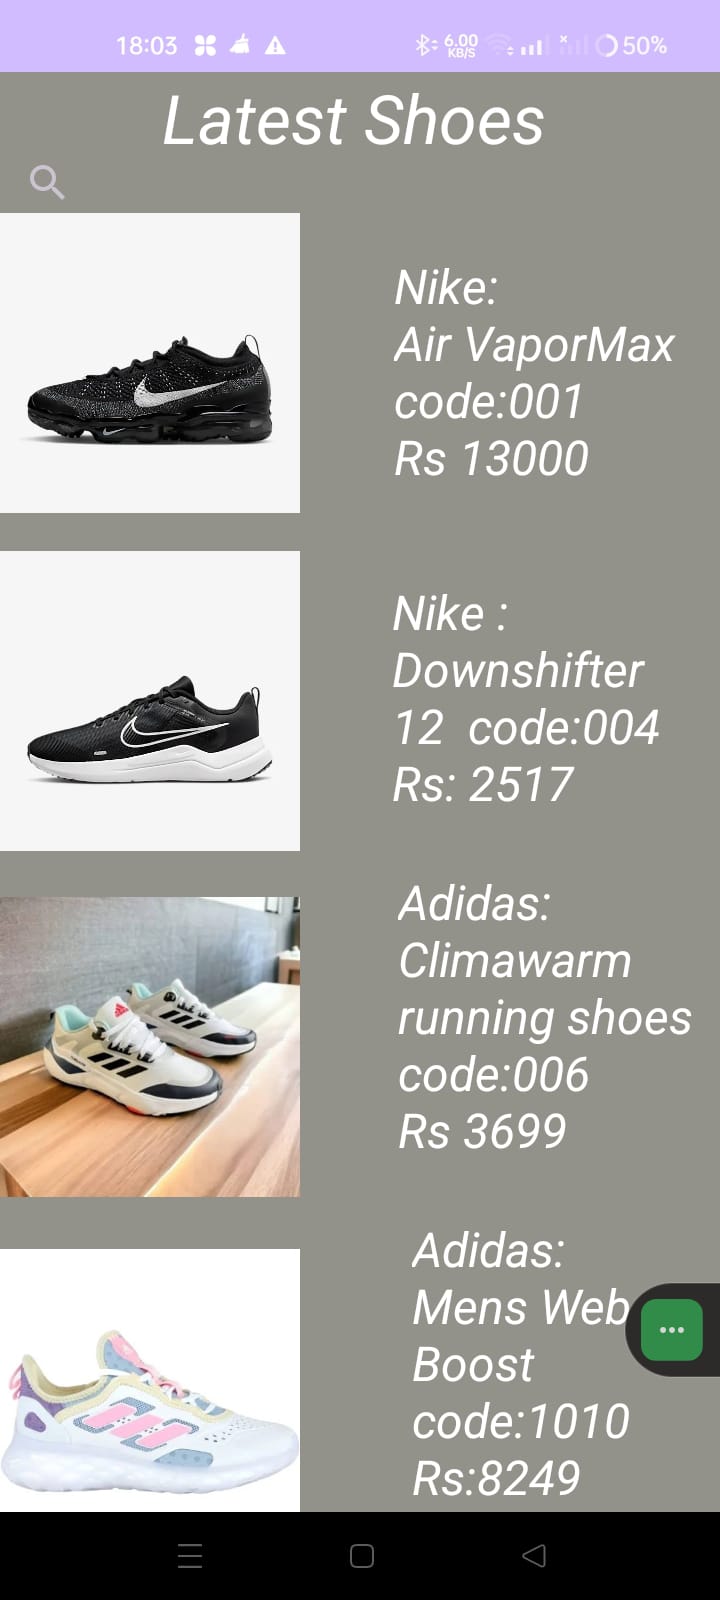 18:03 6.00 KB/S 50%
Latest Shoes
Nike:
Air VaporMax
code:001
Rs 13000
Nike :
Downshifter
12 code:004
Rs: 2517
Adidas:
Climawarm
running shoes
code:006
Rs 3699
Adidas:
Mens Web
Boost
code:1010
Rs:8249